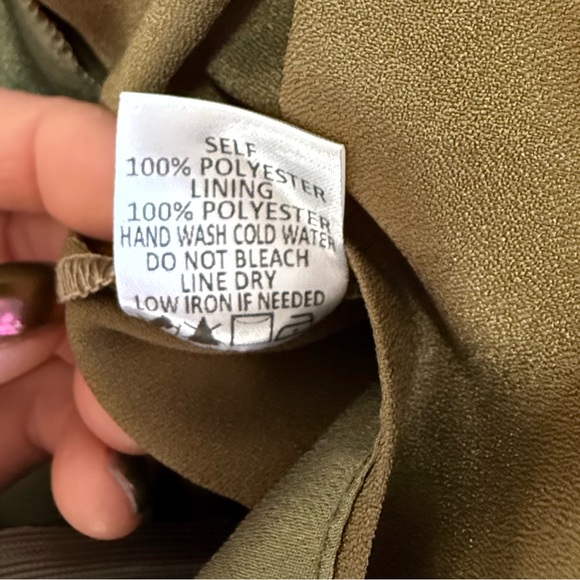 SELF
100% POLYESTER
LINING
100% POLYESTER
HAND WASH COLD WATER
DO NOT BLEACH
LINE DRY
LOW IRON IF NEEDED